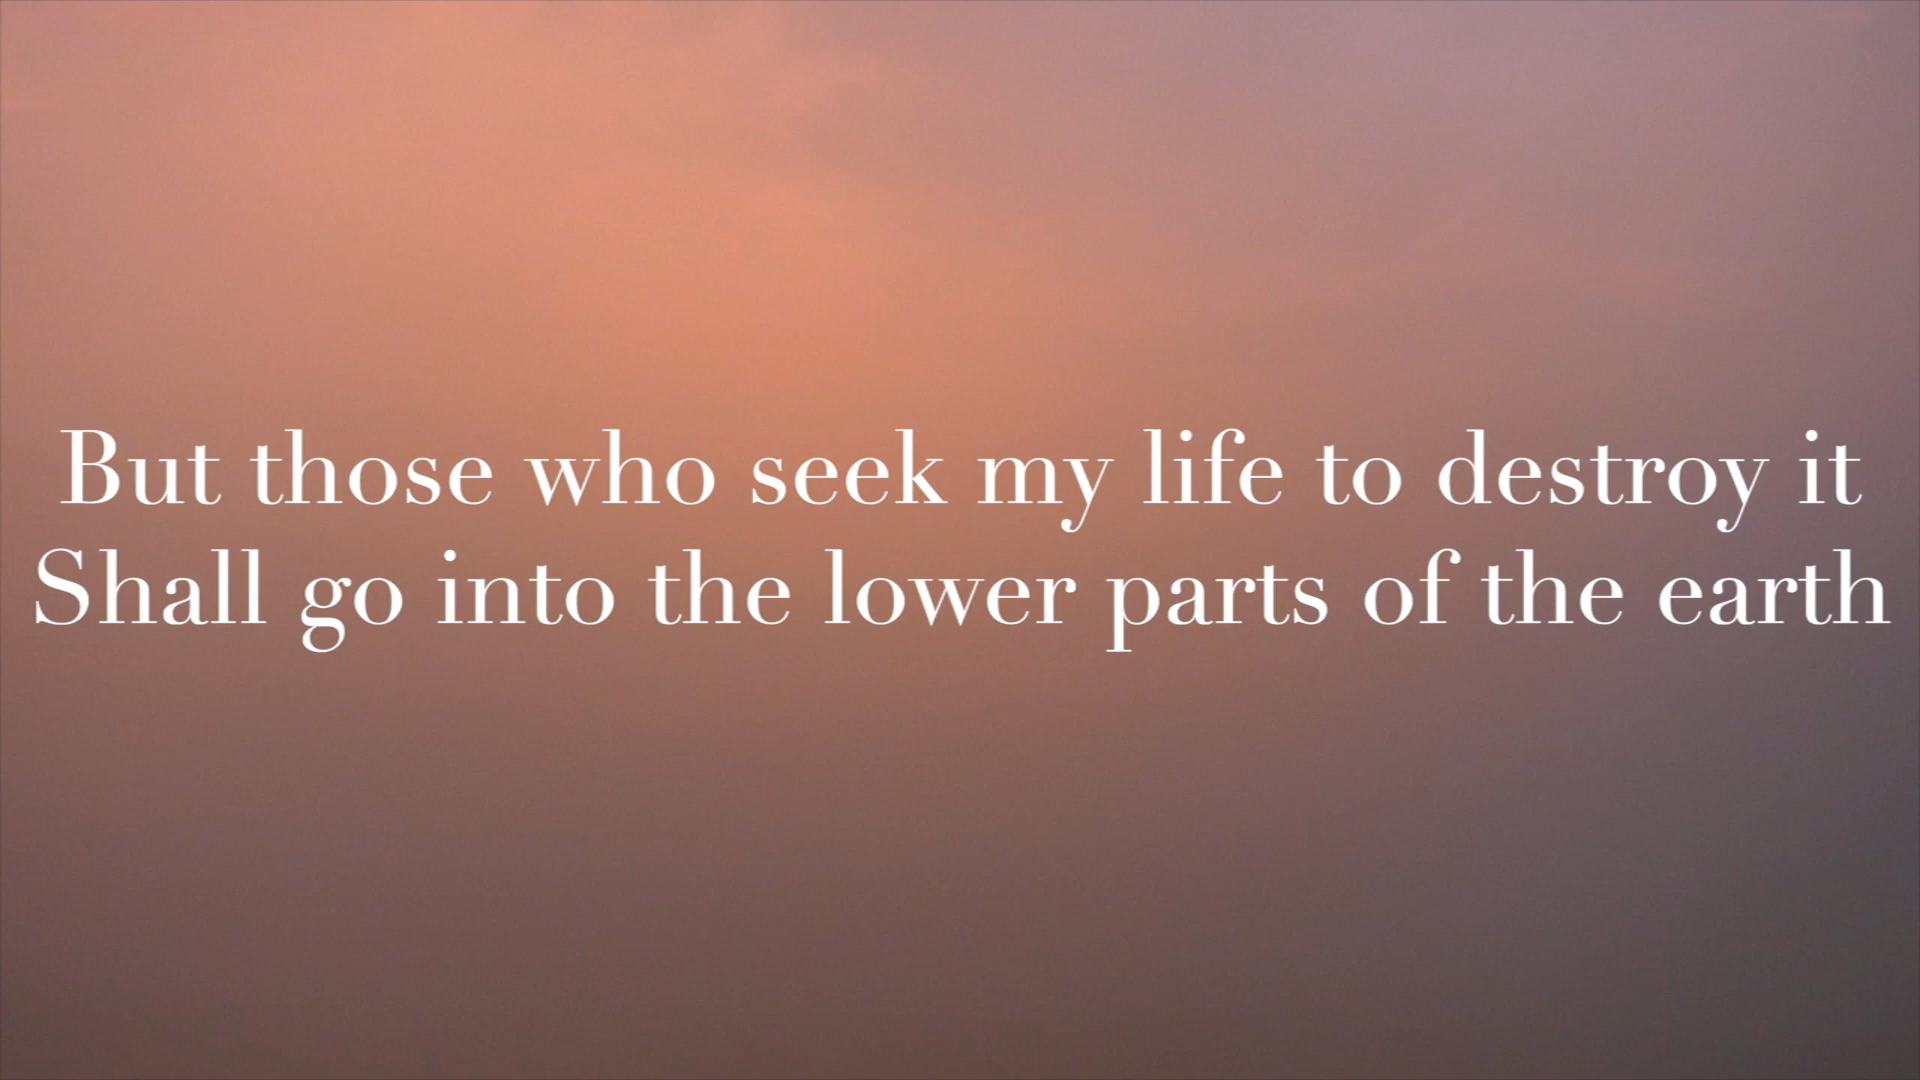 But those who seek my life to destroy it
Shall go into the lower parts of the earth